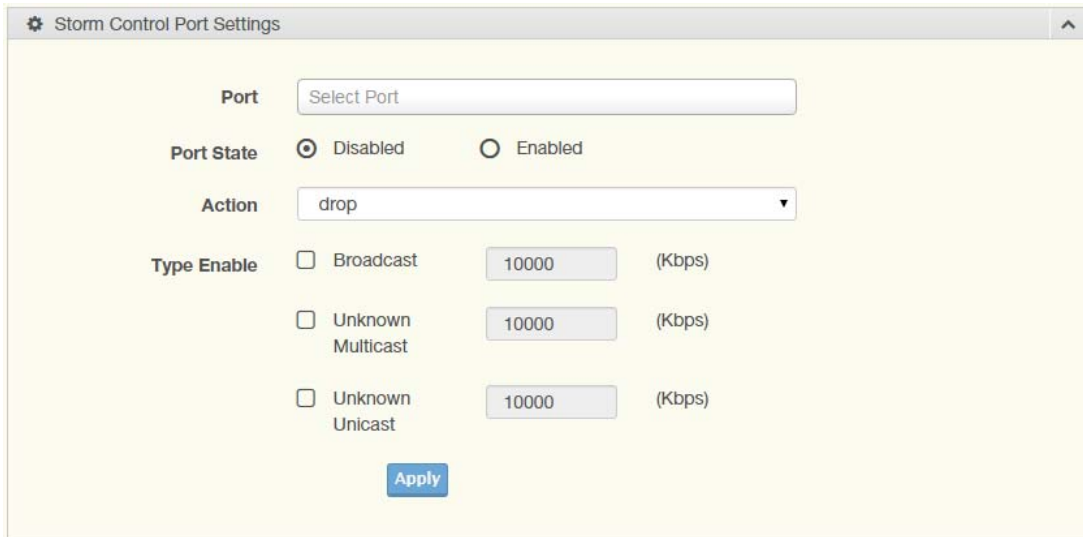 Storm Control Port Settings
Port Select Port
Port State Disabled Enabled
Action drop
Type Enable Broadcast 10000 (Kbps)
Unknown Multicast 10000 (Kbps)
Unknown Unicast 10000 (Kbps)
Apply